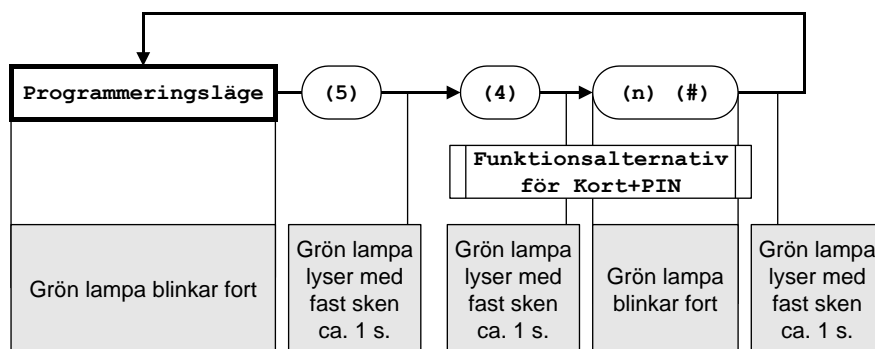 Programmeringsläge
(5)
(4)
(n) (#)
Funktionsalternativ
för Kort+PIN
Grön lampa blinkar fort
Grön lampa
lyser med
fast sken
ca. 1 s.
Grön lampa
lyser med
fast sken
ca. 1 s.
Grön lampa
blinkar fort
Grön lampa
lyser med
fast sken
ca. 1 s.